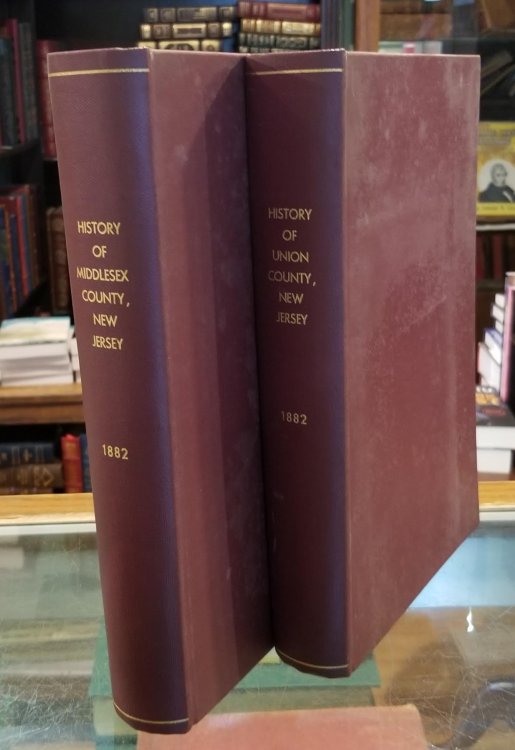 HISTORY
OF
MIDDLESEX
COUNTY,
NEW
JERSEY
1882
HISTORY
OF
UNION
COUNTY,
NEW
JERSEY
1882